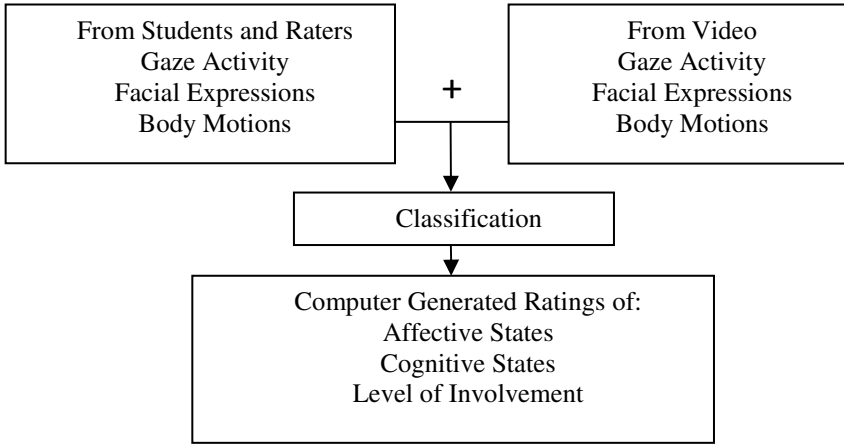 From Students and Raters
Gaze Activity
Facial Expressions
Body Motions
+
From Video
Gaze Activity
Facial Expressions
Body Motions
Classification
Computer Generated Ratings of:
Affective States
Cognitive States
Level of Involvement